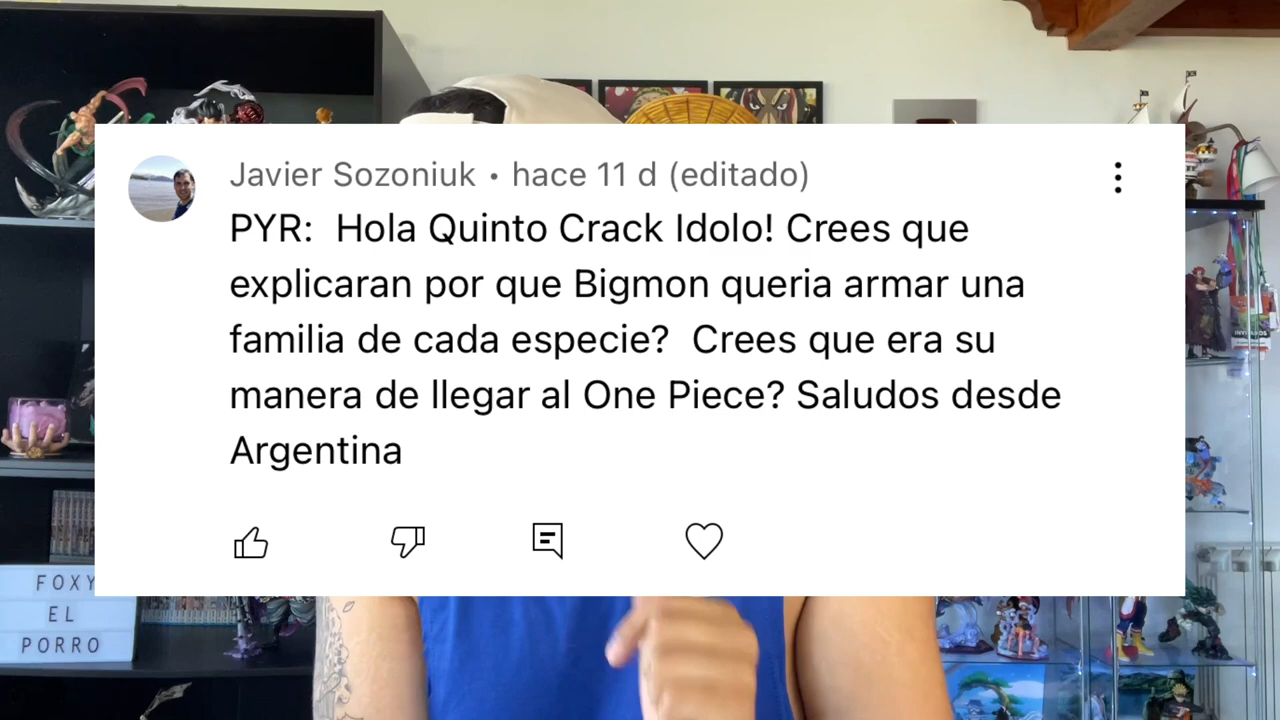 Javier Sozoniuk • hace 11 d (editado)
PYR:  Hola Quinto Crack Idolo! Crees que
explicaran por que Bigmon queria armar una
familia de cada especie?  Crees que era su
manera de llegar al One Piece? Saludos desde
Argentina
FOXY
EL
PORRO